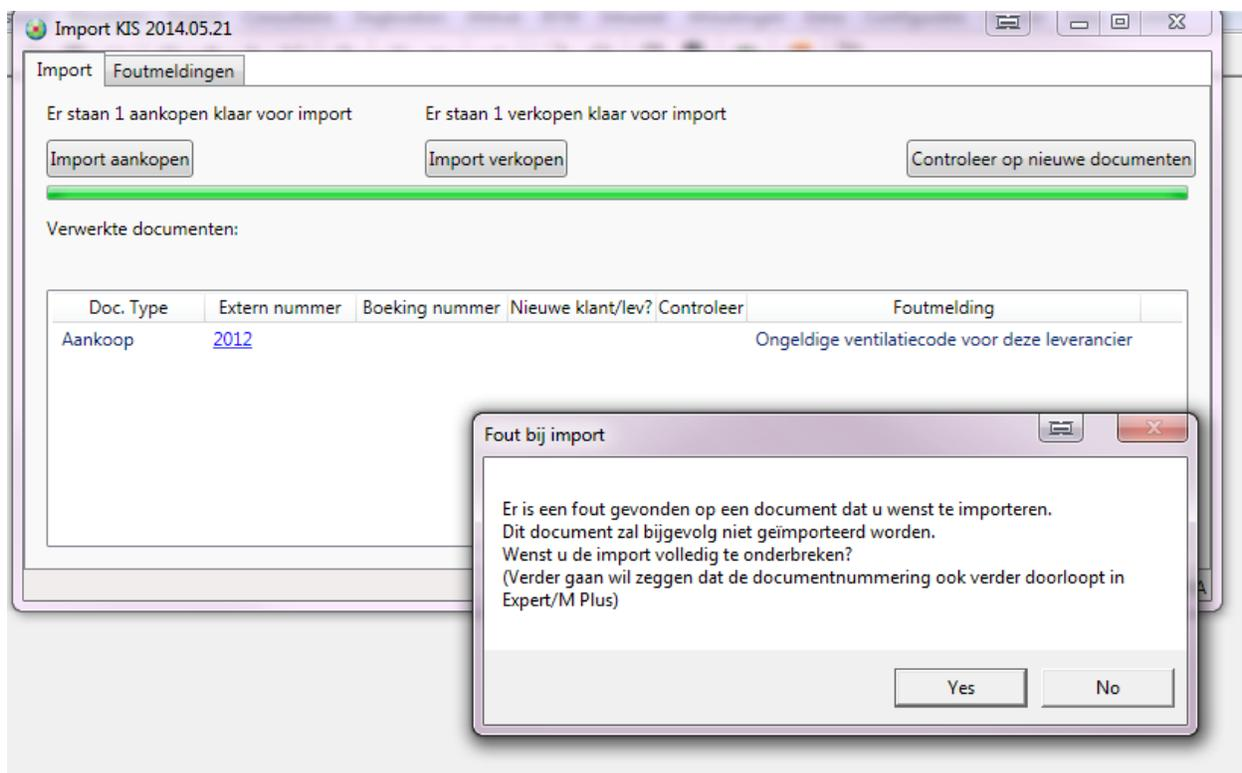 Import KIS 2014.05.21
Import Foutmeldingen
Er staan 1 aankopen klaar voor import Er staan 1 verkopen klaar voor import
Import aankopen Import verkopen Controleer op nieuwe documenten
Verwerkte documenten:
Doc. Type Extern nummer Boeking nummer Nieuwe klant/lev? Controleer Foutmelding
Aankoop 2012 Ongeldige ventilatiecode voor deze leverancier
Fout bij import
Er is een fout gevonden op een document dat u wenst te importeren.
Dit document zal bijgevolg niet geïmporteerd worden.
Wenst u de import volledig te onderbreken?
(Verder gaan wil zeggen dat de documentnummering ook verder doorloopt in
Expert/M Plus)
Yes No